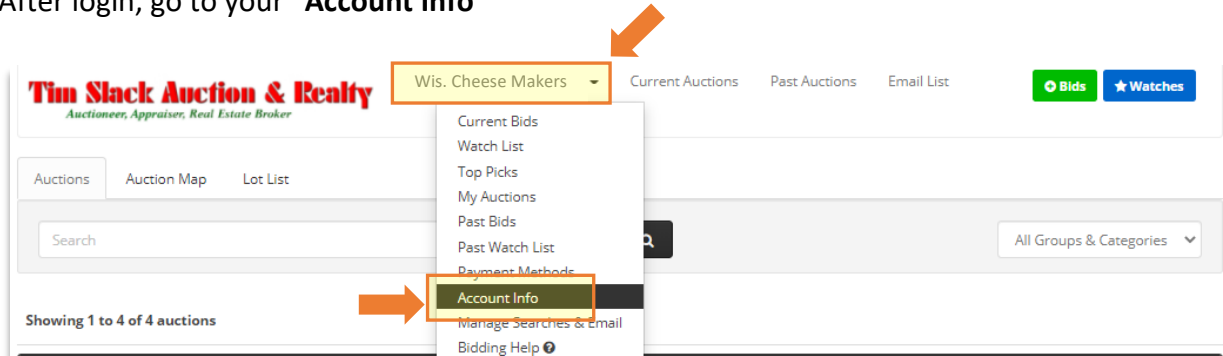 After login, go to your "Account Info"
Tim Slack Auction & Realty
Auctioneer, Appraiser, Real Estate Broker
Wis. Cheese Makers
Current Auctions
Past Auctions
Email List
Bids
Watches
Current Bids
Watch List
Top Picks
My Auctions
Past Bids
Past Watch List
Payment Methods
Account Info
Manage Searches & Email
Bidding Help
Auctions
Auction Map
Lot List
Search
All Groups & Categories
Showing 1 to 4 of 4 auctions